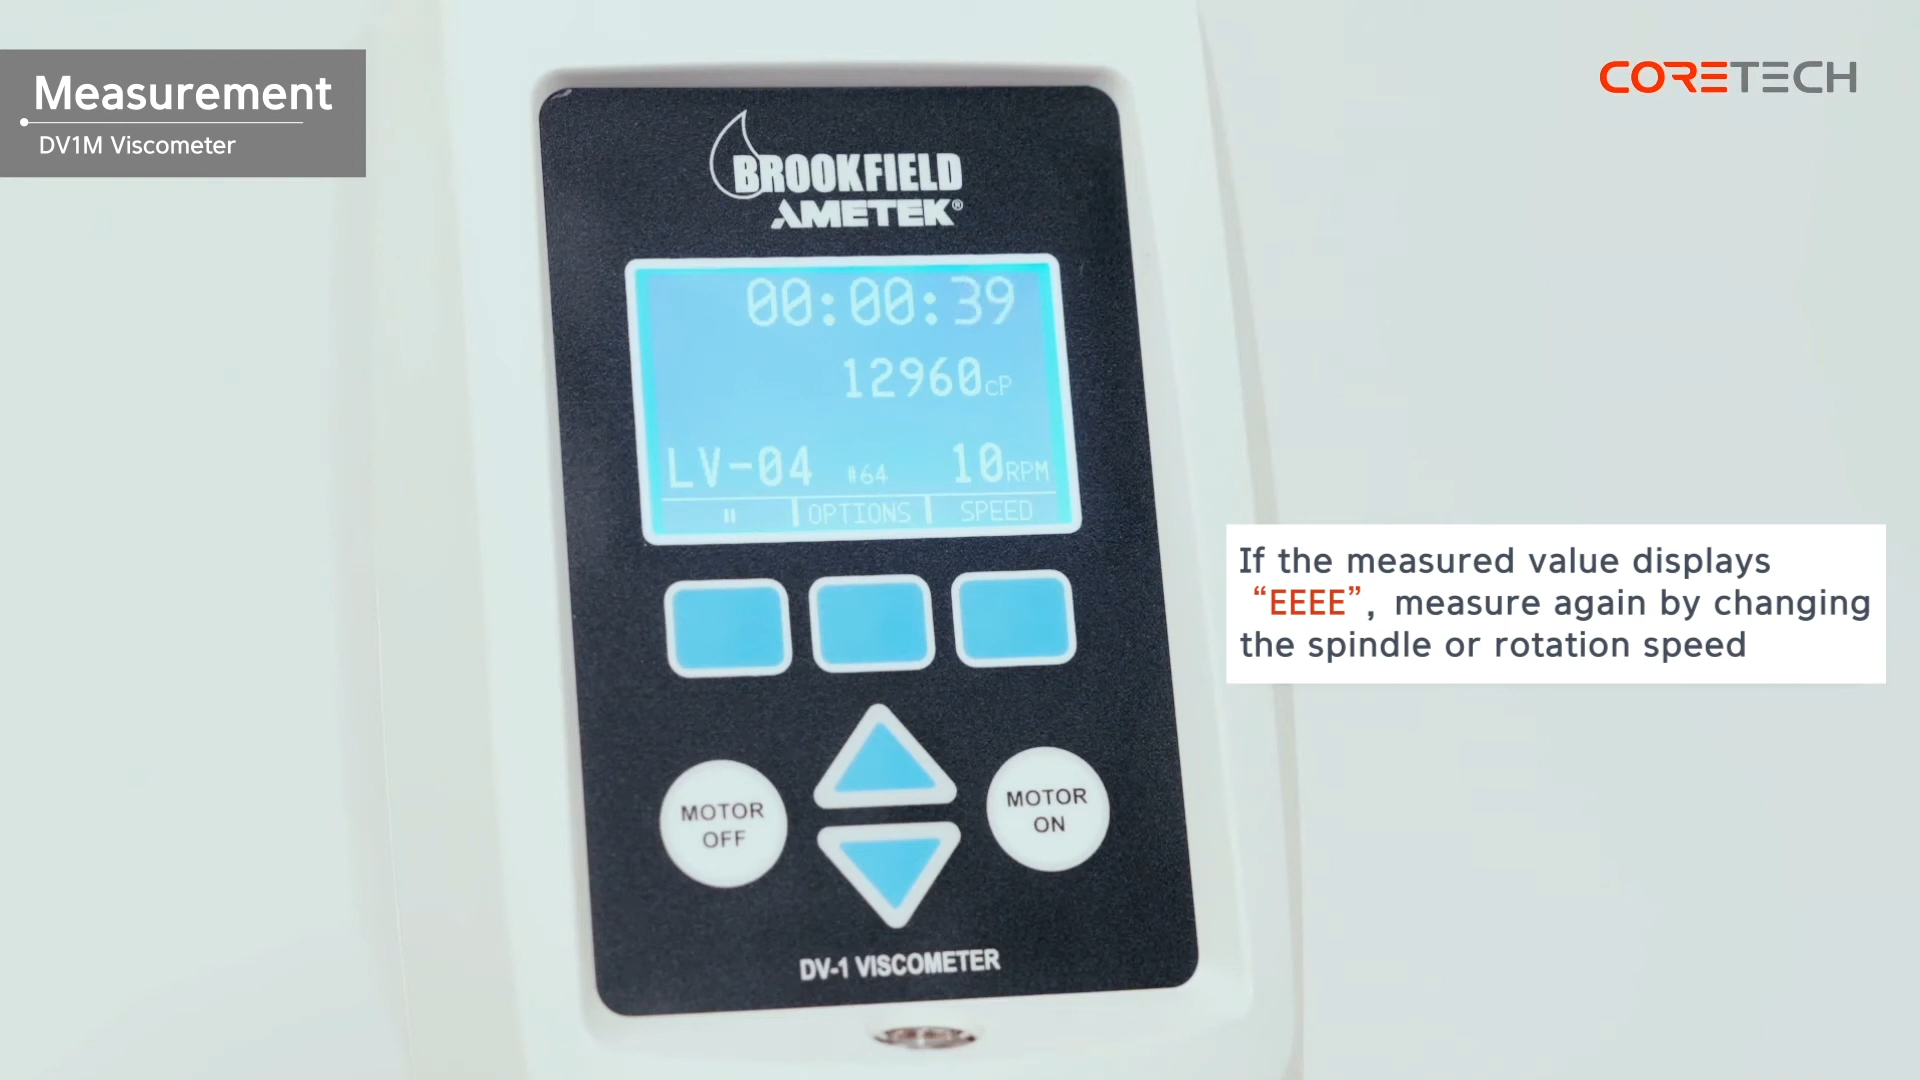 Measurement
DV1M Viscometer
CORETECH
BROOKFIELD
AMETEK®
00:00:39
12960cP
LV-04 #64 10RPM
OPTIONS SPEED
If the measured value displays
“EEEE”, measure again by changing
the spindle or rotation speed
MOTOR
OFF
MOTOR
ON
DV-1 VISCOMETER